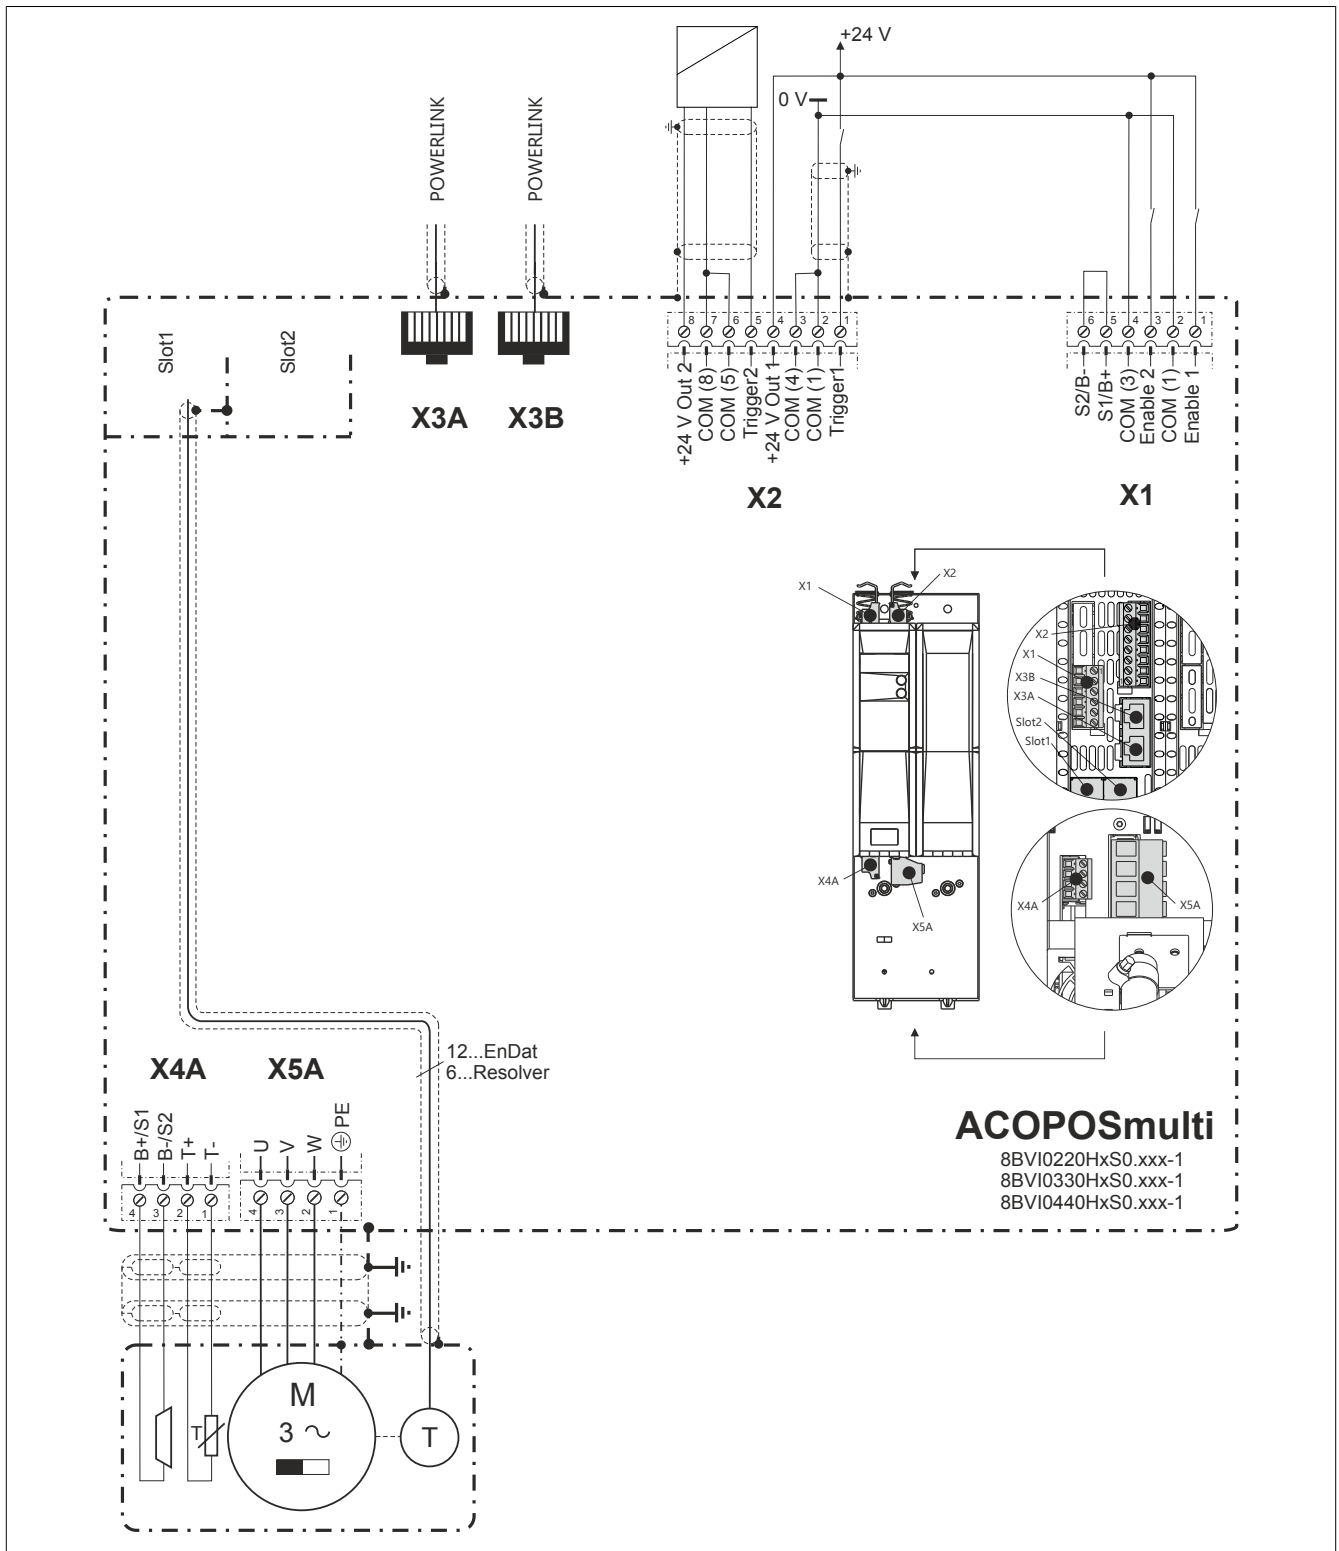 +24 V
0 V
POWERLINK
POWERLINK
8 7 6 5 4 3 2 1
6 5 4 3 2 1
Slot1
Slot2
X3A
X3B
+24 V Out 2
COM (8)
COM (5)
Trigger2
+24 V Out 1
COM (4)
COM (1)
Trigger1
X2
S2/B-
S1/B+
COM (3)
Enable 2
COM (1)
Enable 1
X1
X1
X2
X2
X1
X3B
X3A
Slot2
Slot1
X4A
X5A
X4A
X5A
12...EnDat
6...Resolver
X4A
X5A
B+/S1
B-/S2
T+
T-
U
V
W
PE
4 3 2 1
4 3 2 1
ACOPOSmulti
8BVI0220HxS0.xxx-1
8BVI0330HxS0.xxx-1
8BVI0440HxS0.xxx-1
M
3 ~
T
T